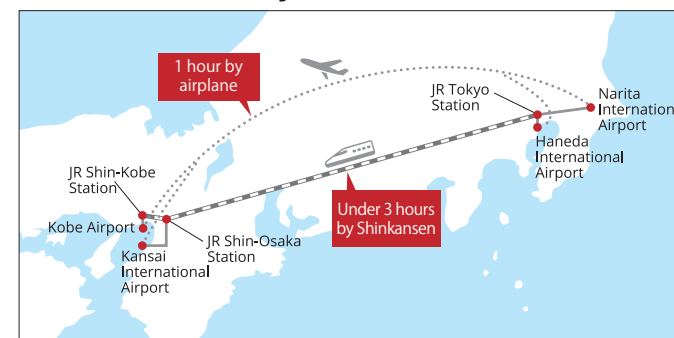 1 hour by
airplane
JR Tokyo
Station
Narita
Internation
Airport
Haneda
International
Airport
JR Shin-Kobe
Station
Kobe Airport
Under 3 hours
by Shinkansen
JR Shin-Osaka
Station
Kansai
International
Airport